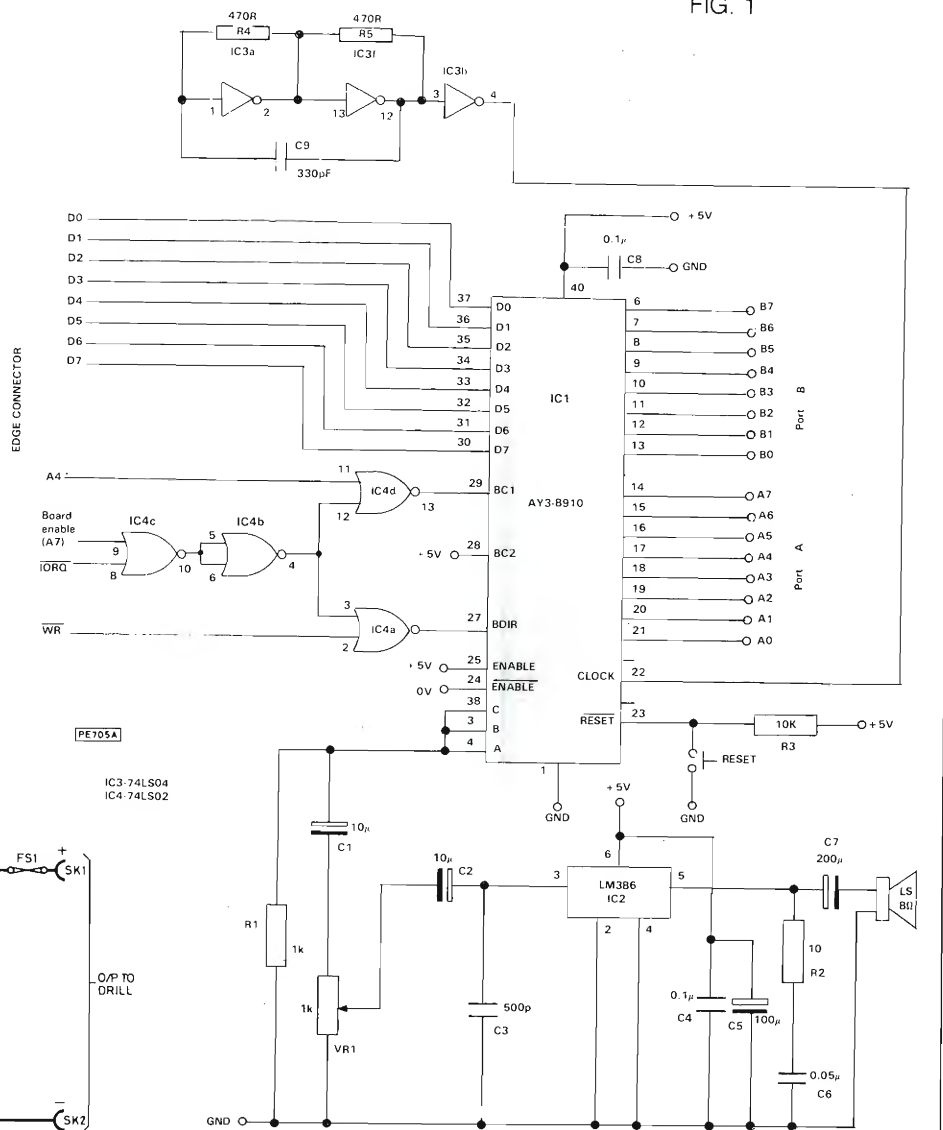 FIG. 1
470R
R4
IC3a
470R
R5
IC3f
IC3b
1
2
13
12
3
4
C9
330pF
EDGE CONNECTOR
D0
D1
D2
D3
D4
D5
D6
D7
A4
Board
enable
(A7)
IORQ
WR
IC4c
9
8
10
IC4b
5
6
4
11
12
IC4d
13
3
2
IC4a
+5V
0.1µ
C8
GND
40
37
36
35
34
33
32
31
30
29
28
27
25
24
38
3
4
+5V
+5V
0V
D0
D1
D2
D3
D4
D5
D6
D7
BC1
BC2
BDIR
ENABLE
ENABLE
C
B
A
IC1
AY3-8910
CLOCK
RESET
1
GND
6 B7
7 B6
8 B5
9 B4
10 B3
11 B2
12 B1
13 B0
Port B
14 A7
15 A6
16 A5
17 A4
18 A3
19 A2
20 A1
21 A0
Port A
22
23
10K
R3
+5V
RESET
GND
PE705A
IC3-74LS04
IC4-74LS02
FS1
+
SK1
O/P TO
DRILL
−
SK2
R1
1k
10µ
C1
1k
VR1
10µ
C2
500p
C3
+5V
6
3
LM386
IC2
5
2
4
0.1µ
C4
C5
100µ
C7
200µ
LS
8Ω
10
R2
0.05µ
C6
GND